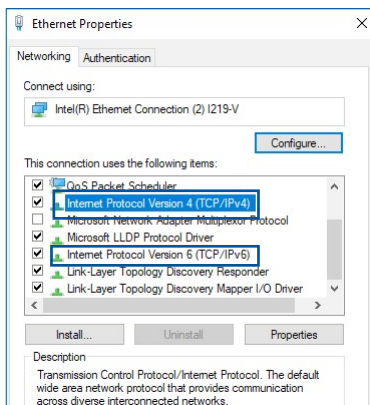 Ethernet Properties
Networking Authentication
Connect using:
Intel(R) Ethernet Connection (2) I219-V
Configure...
This connection uses the following items:
QoS Packet Scheduler
Internet Protocol Version 4 (TCP/IPv4)
Microsoft Network Adapter Multiplexor Protocol
Microsoft LLDP Protocol Driver
Internet Protocol Version 6 (TCP/IPv6)
Link-Layer Topology Discovery Responder
Link-Layer Topology Discovery Mapper I/O Driver
Install... Uninstall Properties
Description
Transmission Control Protocol/Internet Protocol. The default
wide area network protocol that provides communication
across diverse interconnected networks.